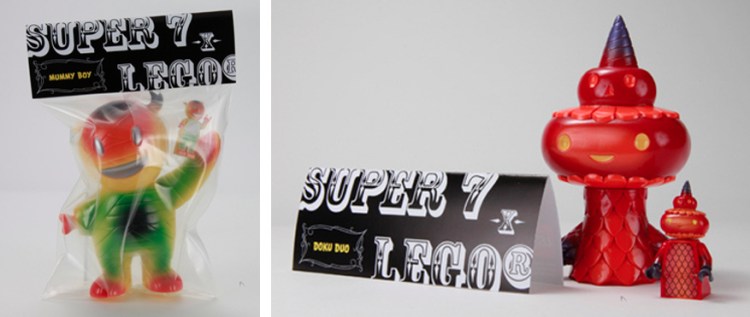 SUPER 7
-X-
MUMMY BOY
LEGO®
SUPER 7
-X-
DOKU DUO
LEGO®